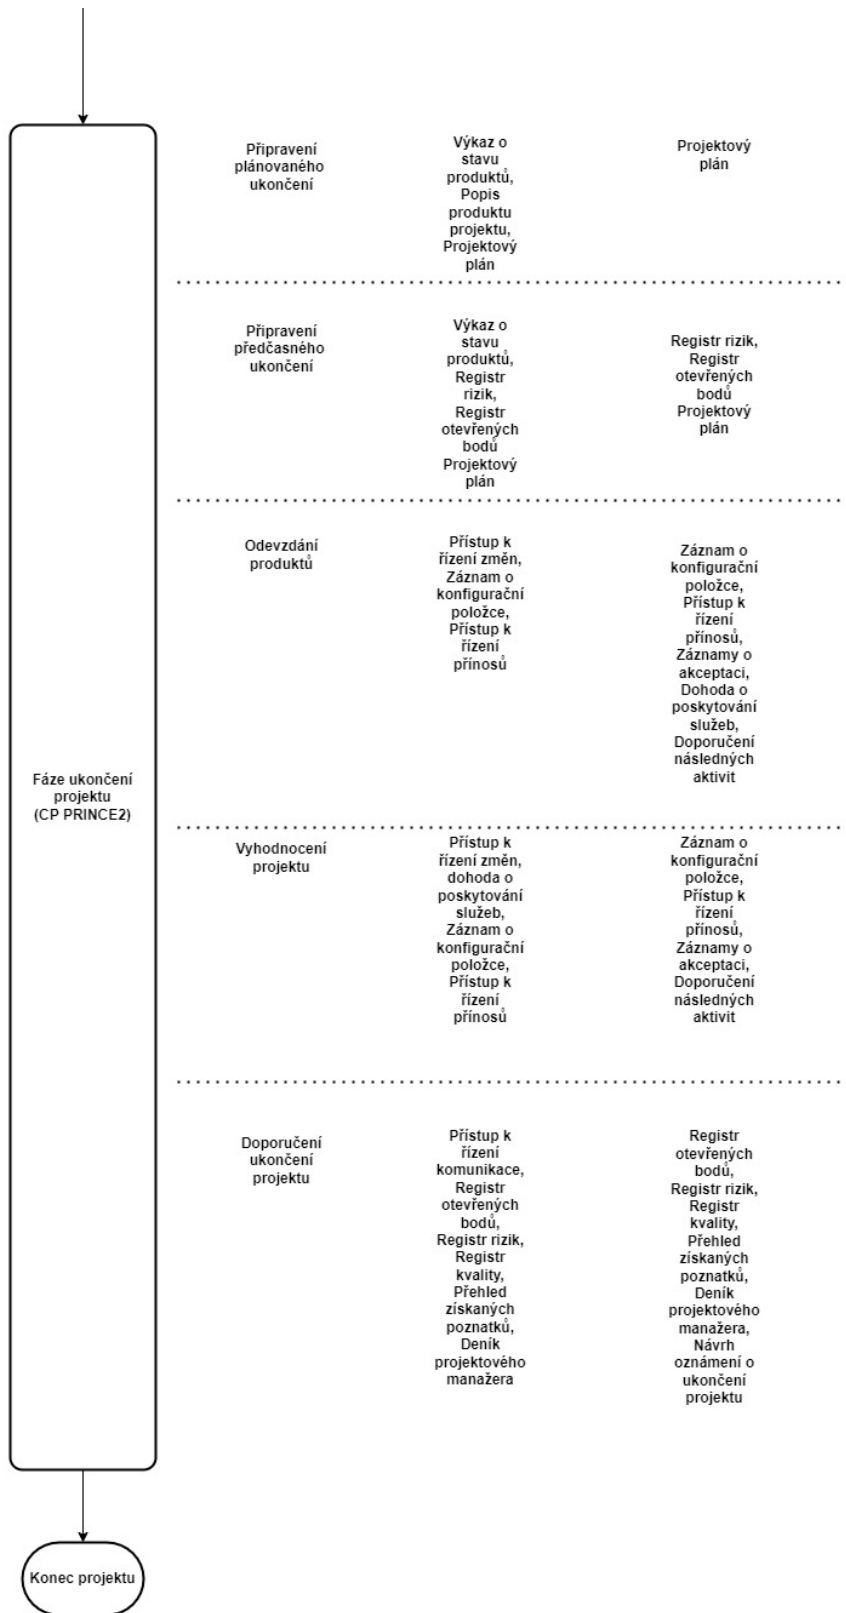 Připravení
plánovaného
ukončení
Výkaz o
stavu
produktů,
Popis
produktu
projektu,
Projektový
plán
Projektový
plán
Připravení
předčasného
ukončení
Výkaz o
stavu
produktů,
Registr
rizik,
Registr
otevřených
bodů
Projektový
plán
Registr rizik,
Registr
otevřených
bodů
Projektový
plán
Odevzdání
produktů
Přístup k
řízení změn,
Záznam o
konfigurační
položce,
Přístup k
řízení
přínosů
Záznam o
konfigurační
položce,
Přístup k
řízení
přínosů,
Záznamy o
akceptaci,
Dohoda o
poskytování
služeb,
Doporučení
následných
aktivit
Fáze ukončení
projektu
(CP PRINCE2)
Vyhodnocení
projektu
Přístup k
řízení změn,
dohoda o
poskytování
služeb,
Záznam o
konfigurační
položce,
Přístup k
řízení
přínosů
Záznam o
konfigurační
položce,
Přístup k
řízení
přínosů,
Záznamy o
akceptaci,
Doporučení
následných
aktivit
Doporučení
ukončení
projektu
Přístup k
řízení
komunikace,
Registr
otevřených
bodů,
Registr rizik,
Registr
kvality,
Přehled
získaných
poznatků,
Deník
projektového
manažera
Registr
otevřených
bodů,
Registr rizik,
Registr
kvality,
Přehled
získaných
poznatků,
Deník
projektového
manažera,
Návrh
oznámení o
ukončení
projektu
Konec projektu